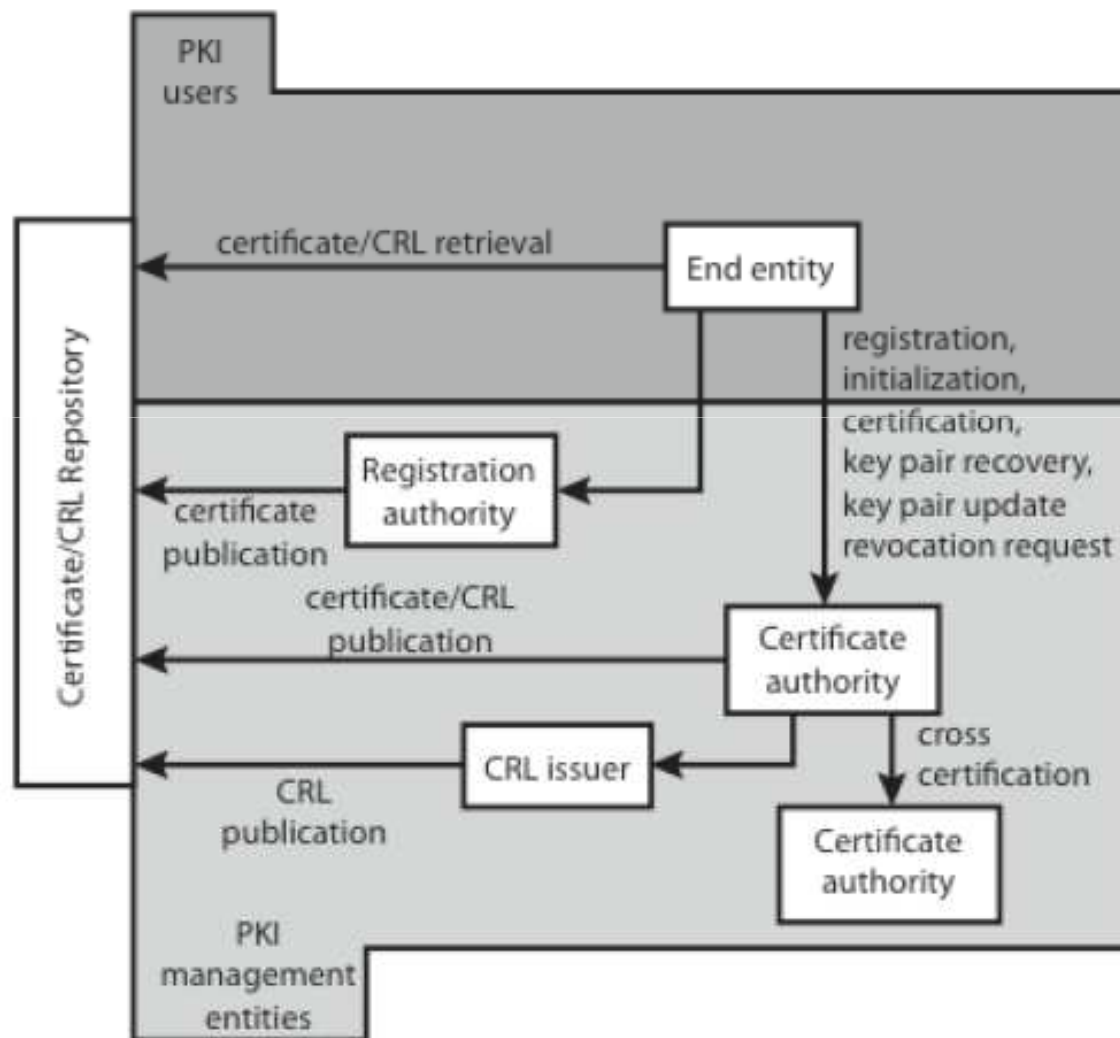 PKI
users
certificate/CRL retrieval
End entity
registration,
initialization,
certification,
key pair recovery,
key pair update
revocation request
Certificate/CRL Repository
Registration
authority
certificate
publication
certificate/CRL
publication
Certificate
authority
CRL issuer
cross
certification
CRL
publication
Certificate
authority
PKI
management
entities